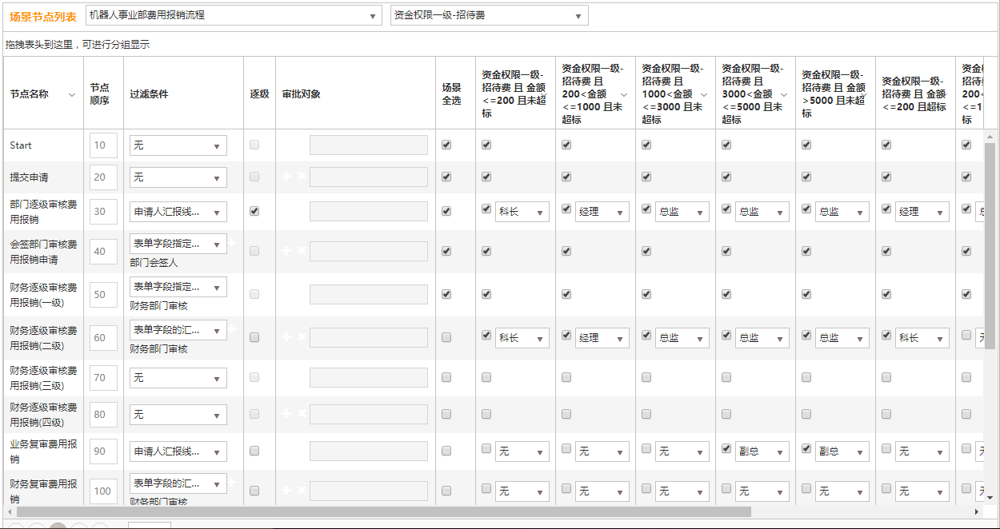 场景节点列表 机器人事业部费用报销流程 资金权限一级-招待费
拖拽表头到这里，可进行分组显示
节点名称
节点
顺序
过滤条件
逐级
审批对象
场景
全选
资金权限一级-
招待费 且 金额
<=200 且未超
标
资金权限一级-
招待费 且
200<金额
<=1000 且未
超标
资金权限一级-
招待费 且
1000<金额
<=3000 且未
超标
资金权限一级-
招待费 且
3000<金额
<=5000 且未
超标
资金权限一级-
招待费 且 金额
>5000 且未超
标
资金权限一级-
招待费 且 金额
<=200 且超标
资金
招待
200<
<=1
标
Start 10 无
提交申请 20 无
部门逐级审核费
用报销
30 申请人汇报线... 科长 经理 总监 总监 总监 经理
会签部门审核费
用报销申请
40 表单字段指定...
部门会签人
财务逐级审核费
用报销(一级)
50 表单字段指定...
财务部门审核
财务逐级审核费
用报销(二级)
60 表单字段的汇...
财务部门审核
科长 经理 总监 总监 总监 科长
财务逐级审核费
用报销(三级)
70 无
财务逐级审核费
用报销(四级)
80 无
业务复审费用报
销
90 申请人汇报线... 无 无 无 副总 副总 无
财务复审费用报
销
100 表单字段的汇...
财务部门审核
无 无 无 无 无 无